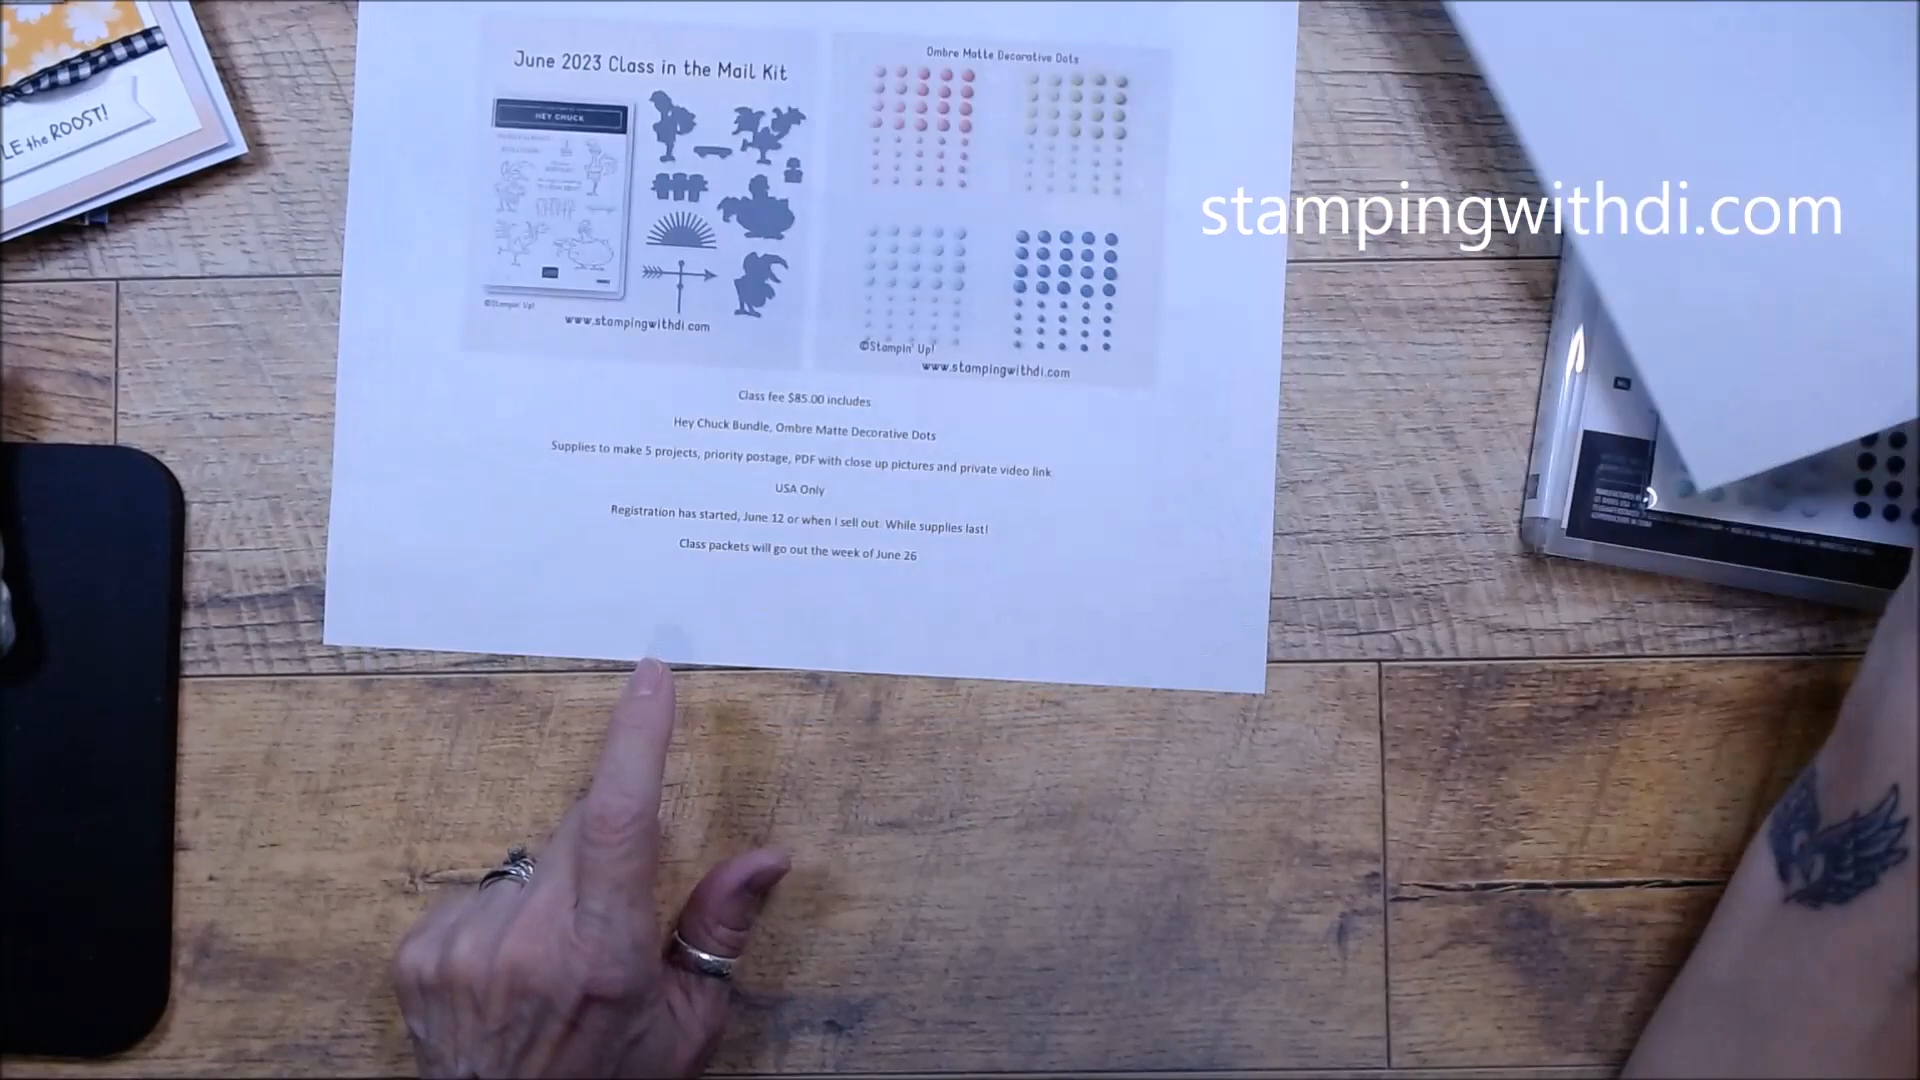 LE the ROOST!
June 2023 Class in the Mail Kit
HEY CHUCK
©Stampin' Up!
www.stampingwithdi.com
Ombre Matte Decorative Dots
©Stampin' Up!
www.stampingwithdi.com
stampingwithdi.com
Class fee $85.00 includes
Hey Chuck Bundle, Ombre Matte Decorative Dots
Supplies to make 5 projects, priority postage, PDF with close up pictures and private video link
USA Only
Registration has started, June 12 or when I sell out. While supplies last!
Class packets will go out the week of June 26